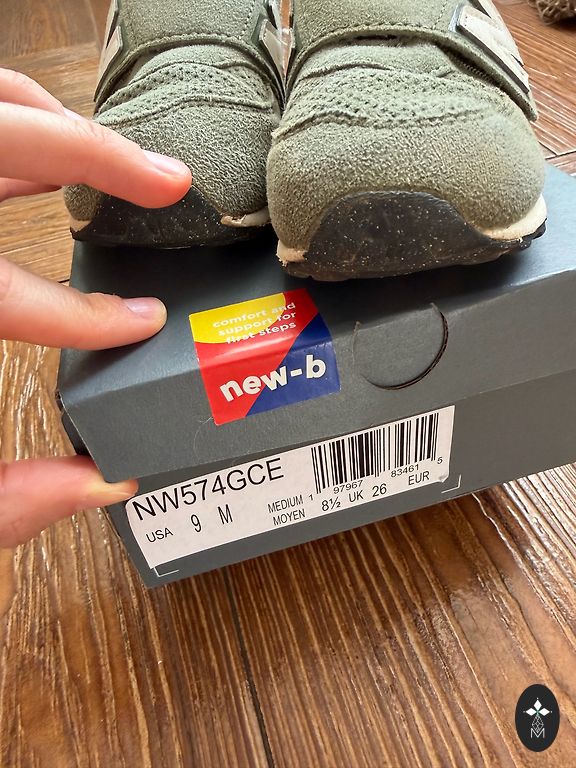 comfort and
support for
first steps
new-b
NW574GCE
USA 9 M
MEDIUM
MOYEN
1 97967 83461 5
8½ UK 26 EUR
M